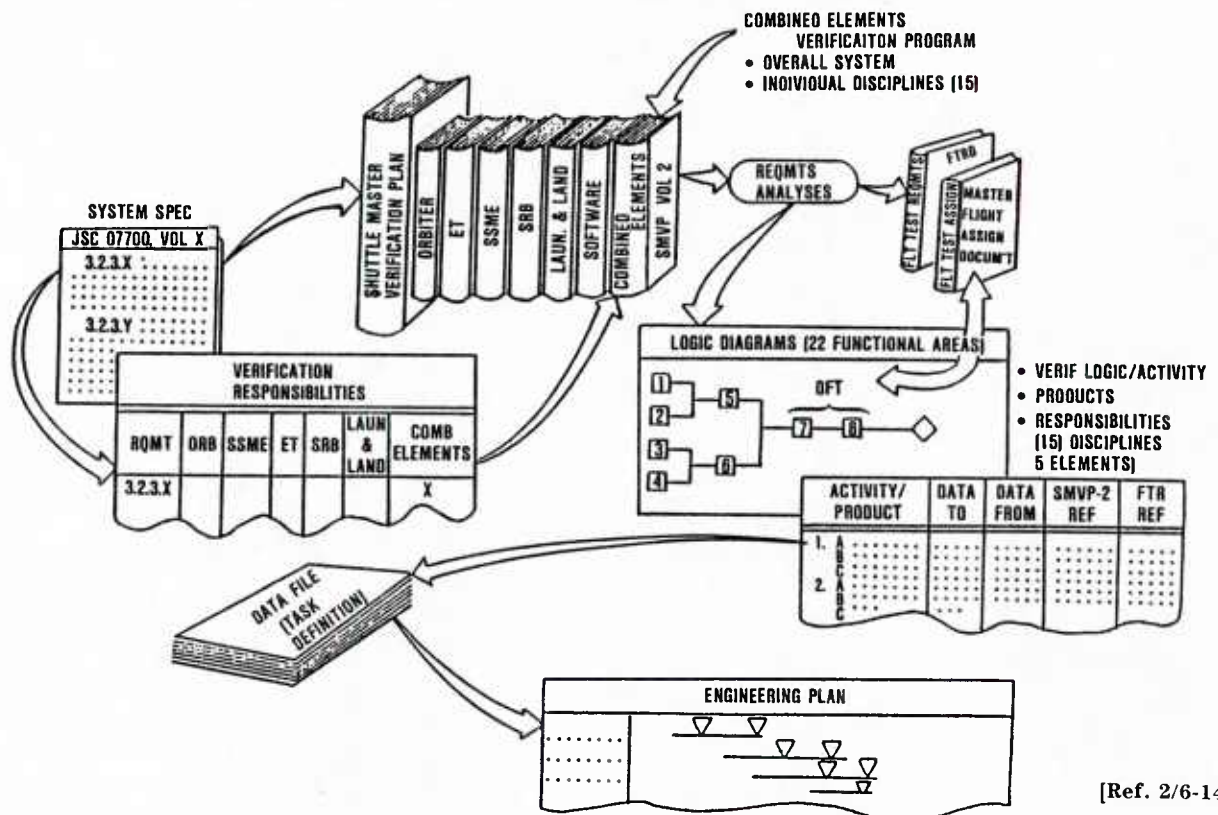 COMBINEO ELEMENTS
VERIFICAITON PROGRAM
• OVERALL SYSTEM
• INOIVIOUAL DISCIPLINES (15)
SHUTTLE MASTER
VERIFICATION PLAN
ORBITER
ET
SSME
SRB
LAUN. & LAND
SOFTWARE
COMBINED
ELEMENTS
SMVP VOL 2
REQMTS
ANALYSES
FLT TEST REQMTS
FTRD
FLT TEST ASSIGN
MASTER
FLIGHT
ASSIGN
DOCUM'T
SYSTEM SPEC
JSC 07700, VOL X
3.2.3.X
3.2.3.Y
VERIFICATION
RESPONSIBILITIES
RQMT
ORB
SSME
ET
SRB
LAUN
&
LAND
COMB
ELEMENTS
3.2.3.X
X
LOGIC DIAGRAMS (22 FUNCTIONAL AREAS)
1
2
3
4
5
6
OFT
7
8
• VERIF LOGIC/ACTIVITY
• PRODUCTS
• RESPONSIBILITIES
(15) DISCIPLINES
5 ELEMENTS)
ACTIVITY/
PRODUCT
DATA
TO
DATA
FROM
SMVP-2
REF
FTR
REF
1. A
B
C
2. A
B
C
DATA FILE
(TASK
DEFINITION)
ENGINEERING PLAN
[Ref. 2/6-14